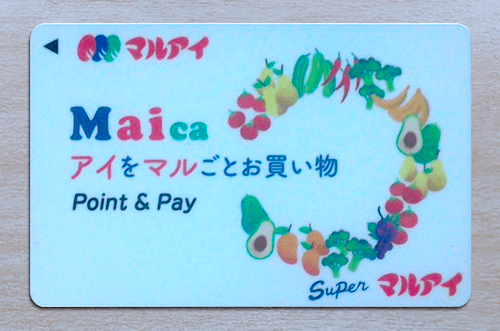 マルアイ
Maica
アイをマルごとお買い物
Point & Pay
Super マルアイ